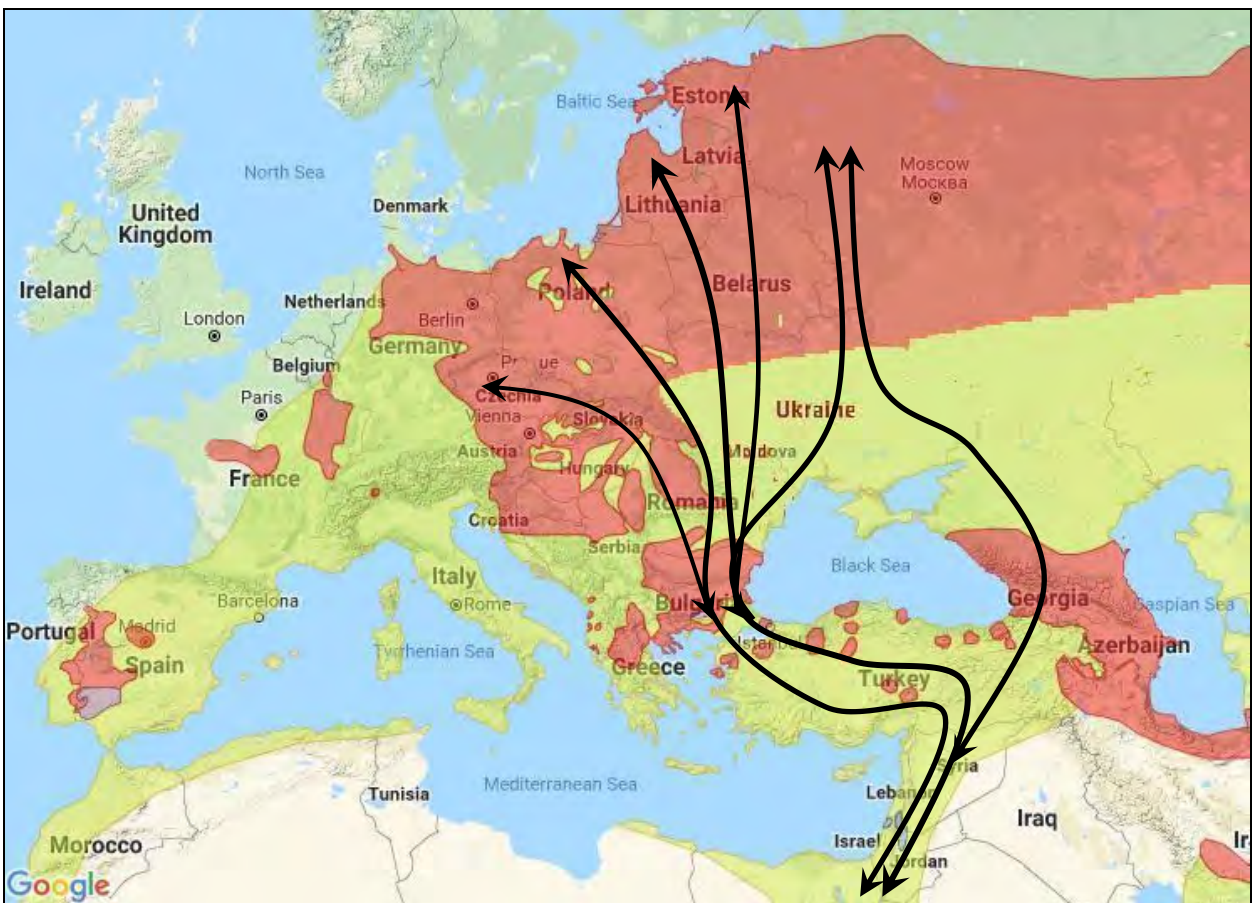 Baltic Sea
Estonia
North Sea
Latvia
Moscow
Москва
Denmark
Lithuania
United
Kingdom
Ireland
Netherlands
Poland
Belarus
London
Berlin
Germany
Belgium
Prague
Paris
Czechia
Ukraine
Vienna
Slovakia
Austria
Moldova
France
Hungary
Romania
Croatia
Serbia
Black Sea
Italy
Georgia
Barcelona
Rome
Bulgaria
Caspian Sea
Portugal
Madrid
Istanbul
Azerbaijan
Tyrrhenian Sea
Spain
Greece
Turkey
Syria
Mediterranean Sea
Tunisia
Lebanon
Iraq
Israel
Morocco
Jordan
Google